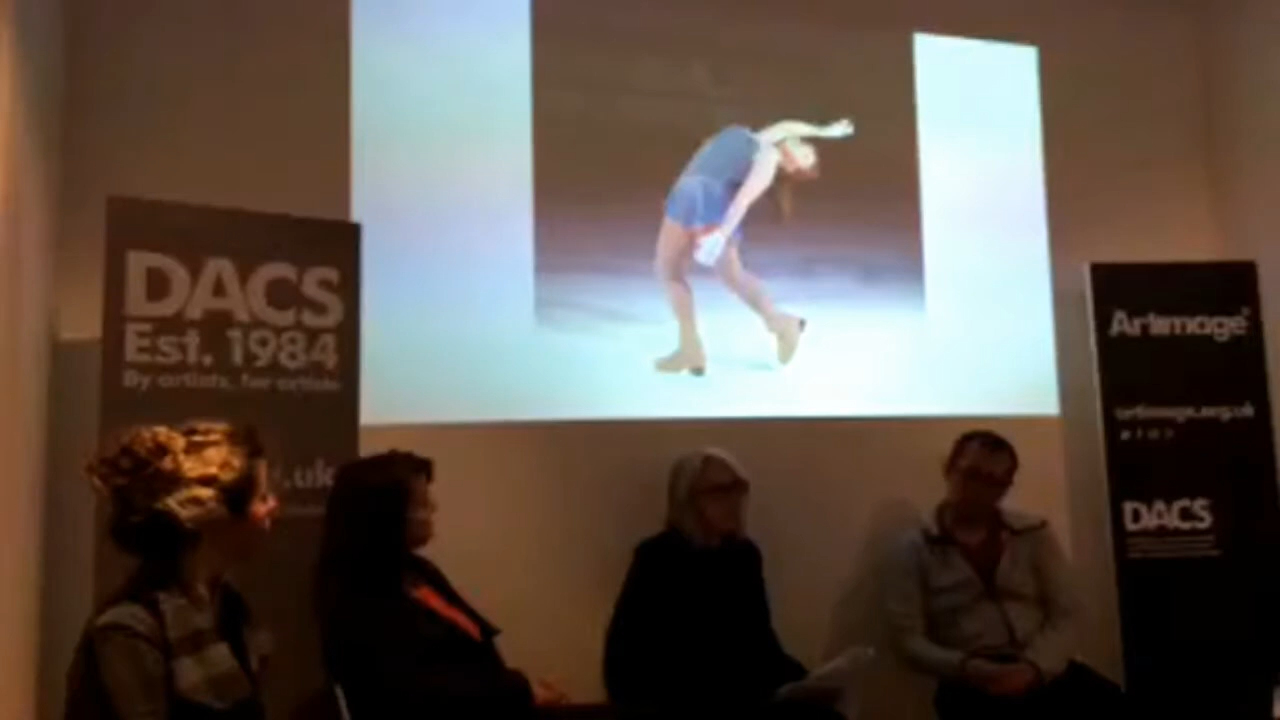 DACS
Est. 1984
By artists, for artists
.uk
Artimage
artimage.org.uk
DACS